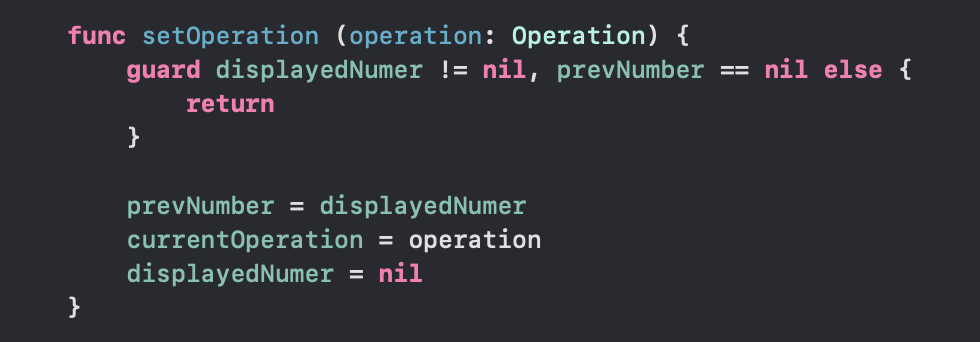 func setOperation (operation: Operation) {
guard displayedNumer != nil, prevNumber == nil else {
return
}
prevNumber = displayedNumer
currentOperation = operation
displayedNumer = nil
}